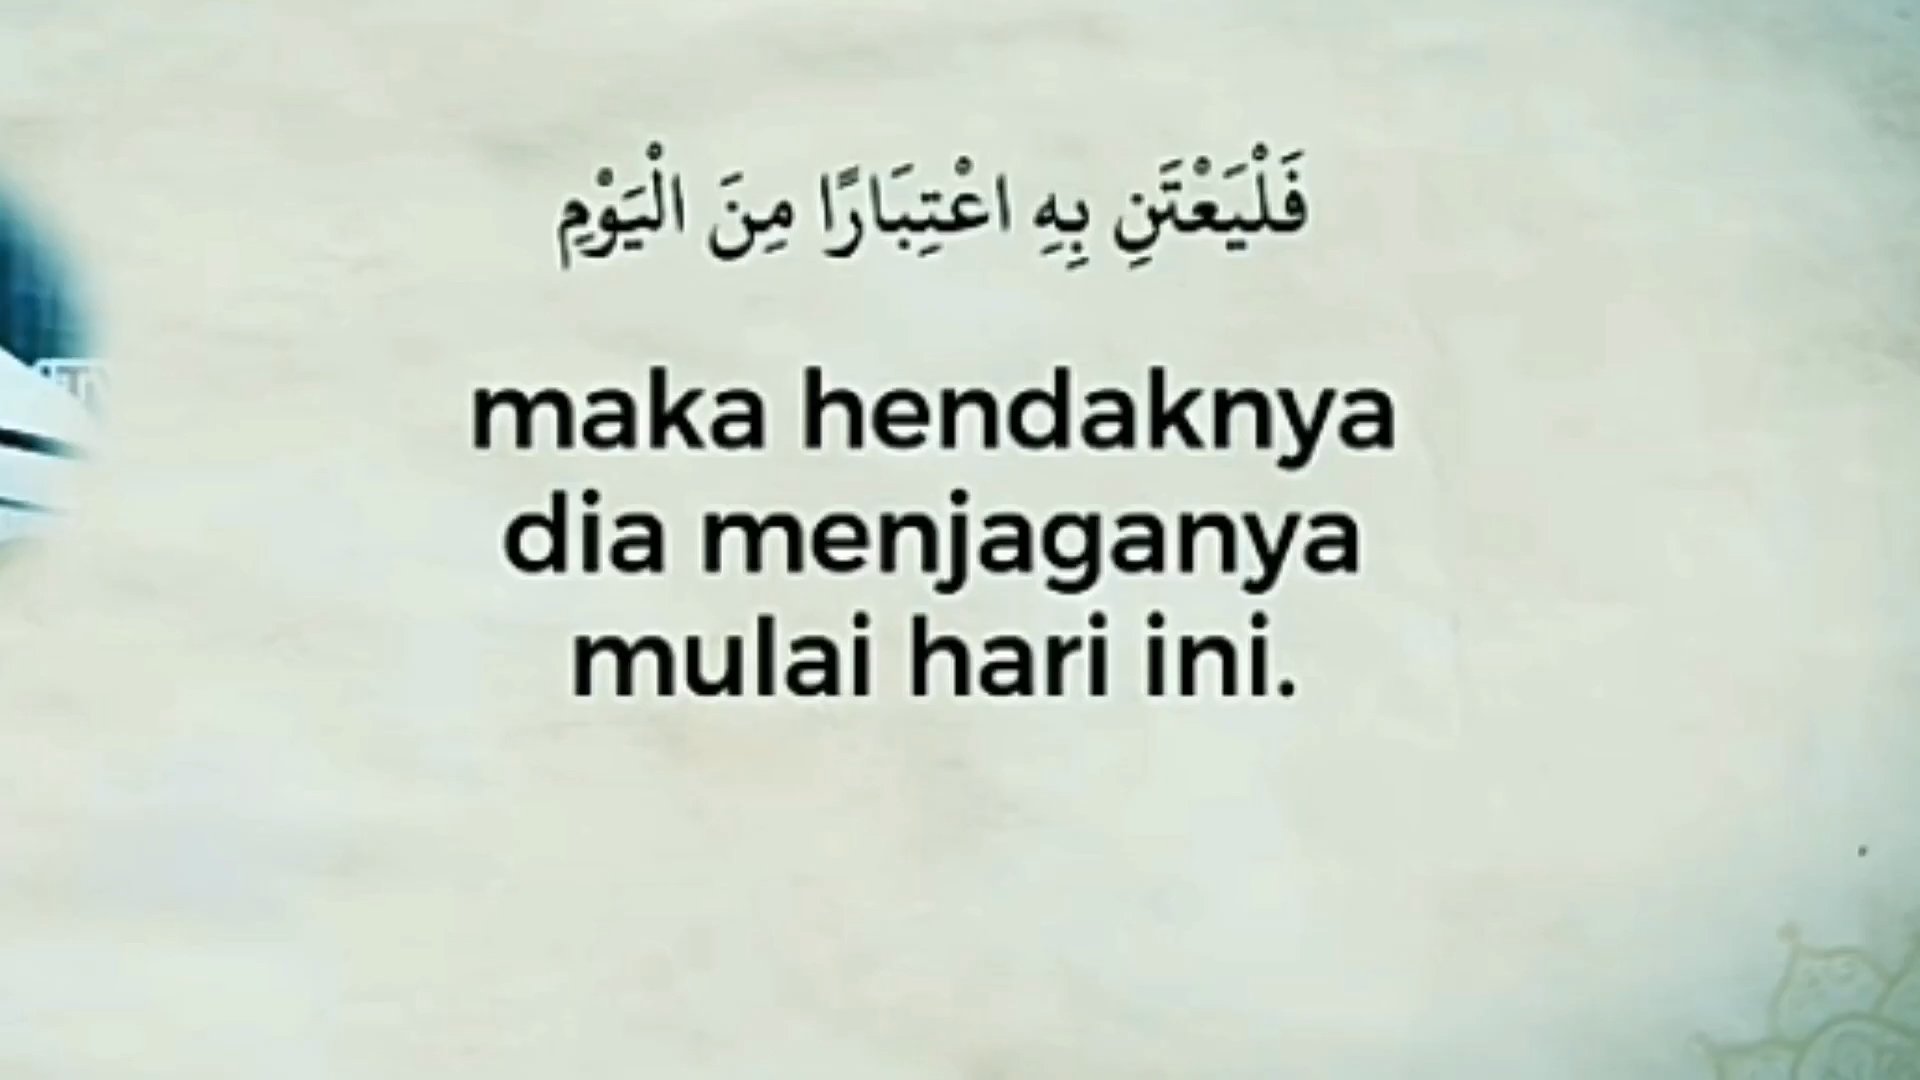 فَلْيَعْتَنِ بِهِ اعْتِبَارًا مِنَ الْيَوْمِ
maka hendaknya
dia menjaganya
mulai hari ini.